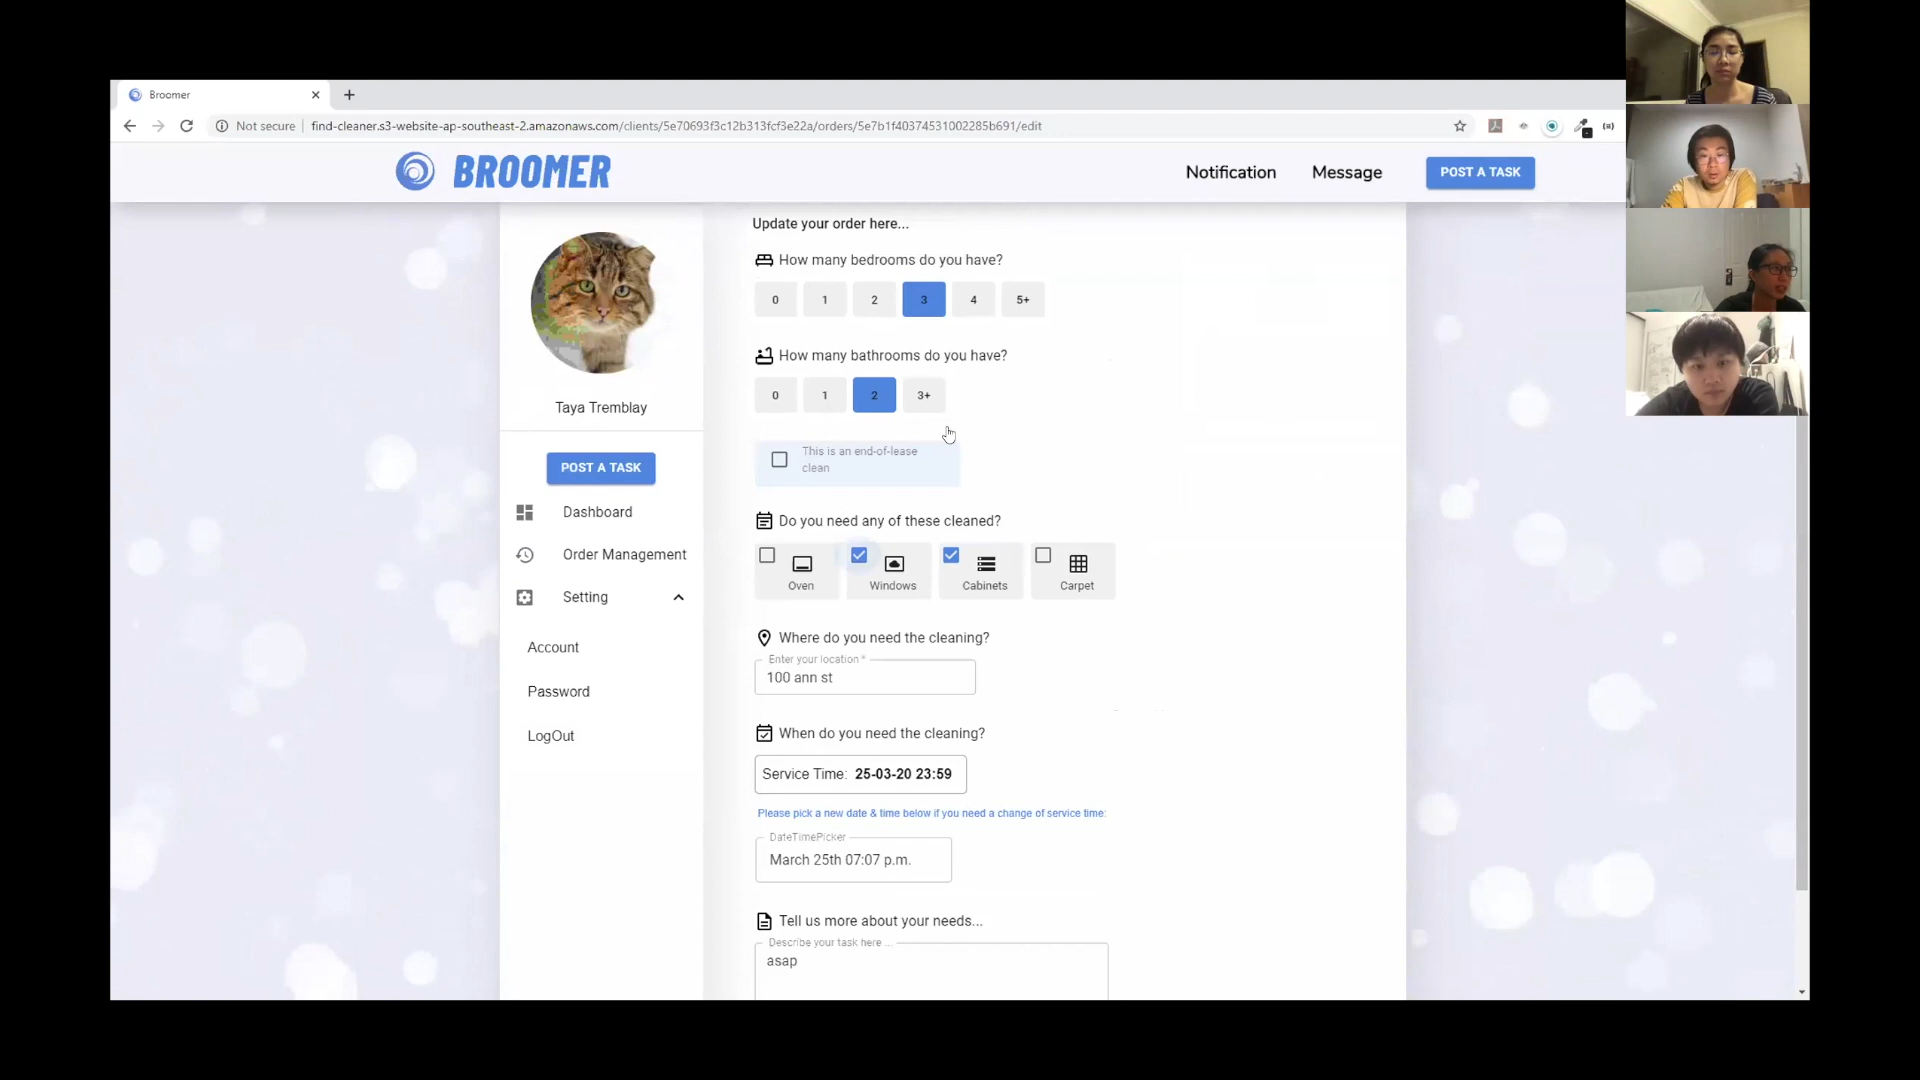 Broomer
Not secure
find-cleaner.s3-website-ap-southeast-2.amazonaws.com/clients/5e70693f3c12b313fcf3e22a/orders/5e7b1f40374531002285b691/edit
BROOMER
Notification
Message
POST A TASK
Taya Tremblay
POST A TASK
Dashboard
Order Management
Setting
Account
Password
LogOut
Update your order here...
How many bedrooms do you have?
0 1 2 3 4 5+
How many bathrooms do you have?
0 1 2 3+
This is an end-of-lease
clean
Do you need any of these cleaned?
Oven Windows Cabinets Carpet
Where do you need the cleaning?
Enter your location *
100 ann st
When do you need the cleaning?
Service Time: 25-03-20 23:59
Please pick a new date & time below if you need a change of service time:
DateTimePicker
March 25th 07:07 p.m.
Tell us more about your needs...
Describe your task here ...
asap